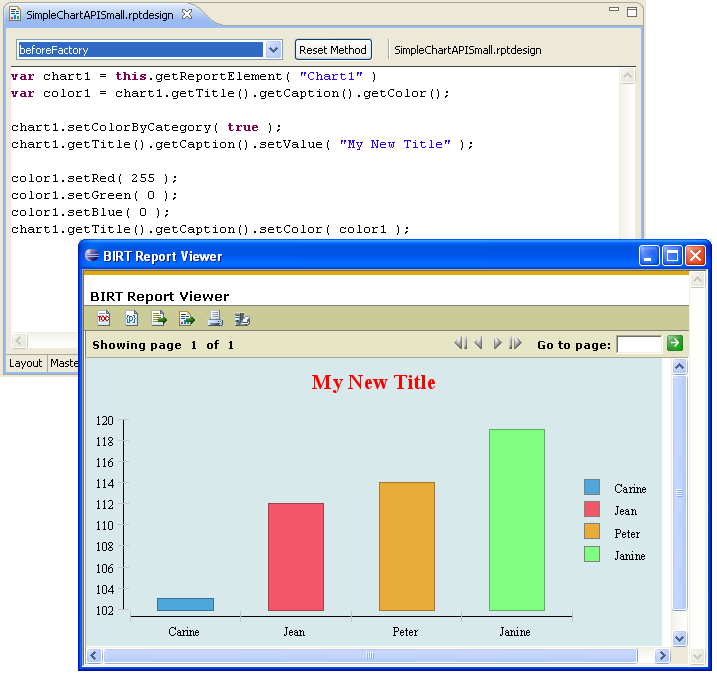 SimpleChartAPISmall.rptdesign
beforeFactory Reset Method SimpleChartAPISmall.rptdesign
var chart1 = this.getReportElement( "Chart1" )
var color1 = chart1.getTitle().getCaption().getColor();
chart1.setColorByCategory( true );
chart1.getTitle().getCaption().setValue( "My New Title" );
color1.setRed( 255 );
color1.setGreen( 0 );
color1.setBlue( 0 );
chart1.getTitle().getCaption().setColor( color1 );
Layout Maste
BIRT Report Viewer
BIRT Report Viewer
TOC {p}
Showing page 1 of 1 Go to page:
My New Title
120
118
116
114
112
110
108
106
104
102
Carine Jean Peter Janine
Carine
Jean
Peter
Janine